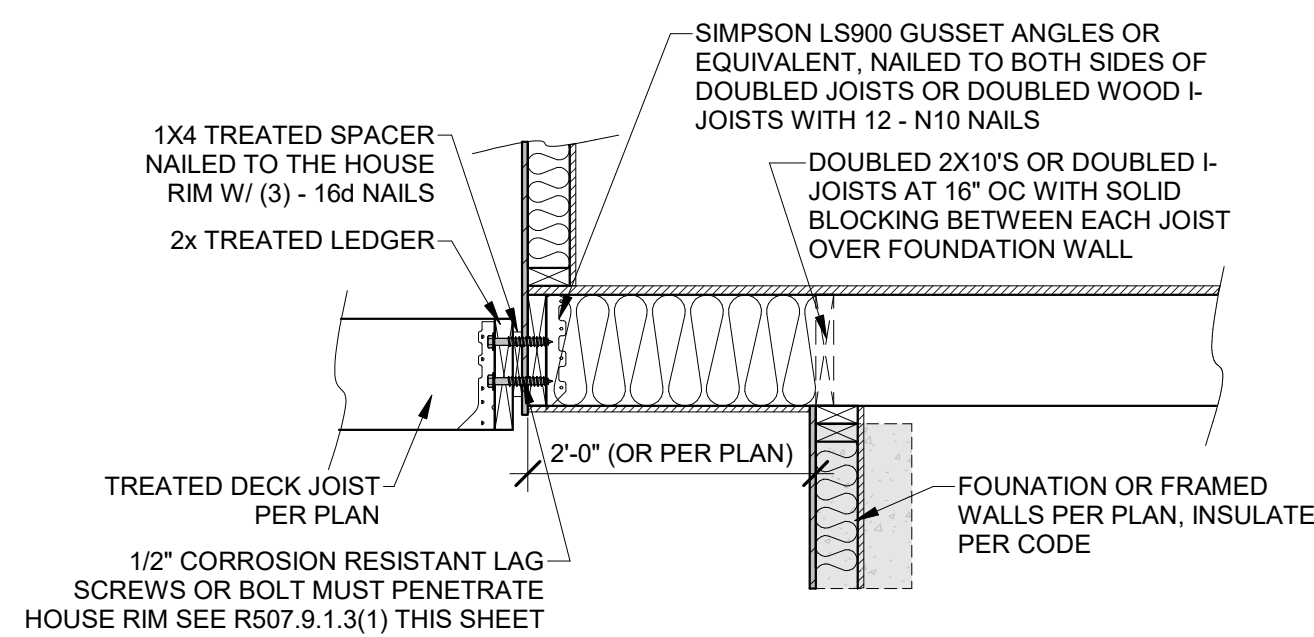 SIMPSON LS900 GUSSET ANGLES OR
EQUIVALENT, NAILED TO BOTH SIDES OF
DOUBLED JOISTS OR DOUBLED WOOD I-
JOISTS WITH 12 - N10 NAILS
1X4 TREATED SPACER
NAILED TO THE HOUSE
RIM W/ (3) - 16d NAILS
2x TREATED LEDGER
DOUBLED 2X10'S OR DOUBLED I-
JOISTS AT 16" OC WITH SOLID
BLOCKING BETWEEN EACH JOIST
OVER FOUNDATION WALL
2'-0" (OR PER PLAN)
TREATED DECK JOIST
PER PLAN
FOUNATION OR FRAMED
WALLS PER PLAN, INSULATE
PER CODE
1/2" CORROSION RESISTANT LAG
SCREWS OR BOLT MUST PENETRATE
HOUSE RIM SEE R507.9.1.3(1) THIS SHEET